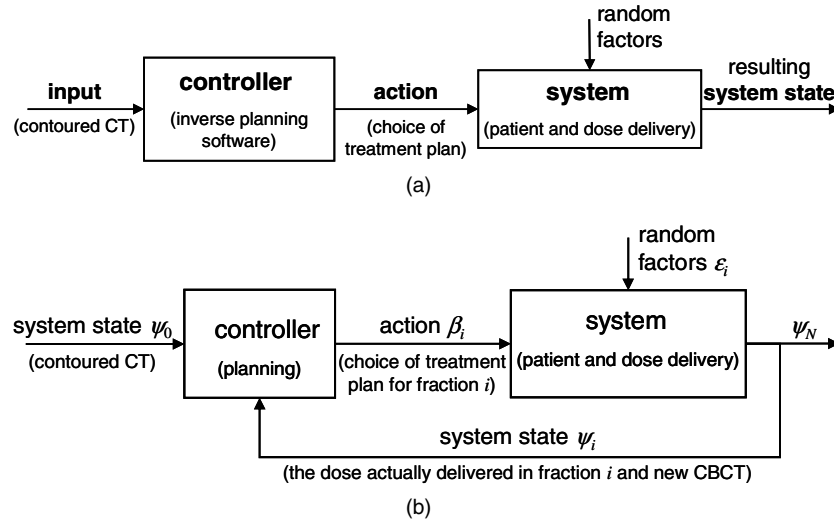 random
factors
input
(contoured CT)
controller
(inverse planning
software)
action
(choice of
treatment plan)
system
(patient and dose delivery)
resulting
system state
(a)
random
factors εi
system state ψ0
(contoured CT)
controller
(planning)
action βi
(choice of treatment
plan for fraction i)
system
(patient and dose delivery)
ψN
system state ψi
(the dose actually delivered in fraction i and new CBCT)
(b)